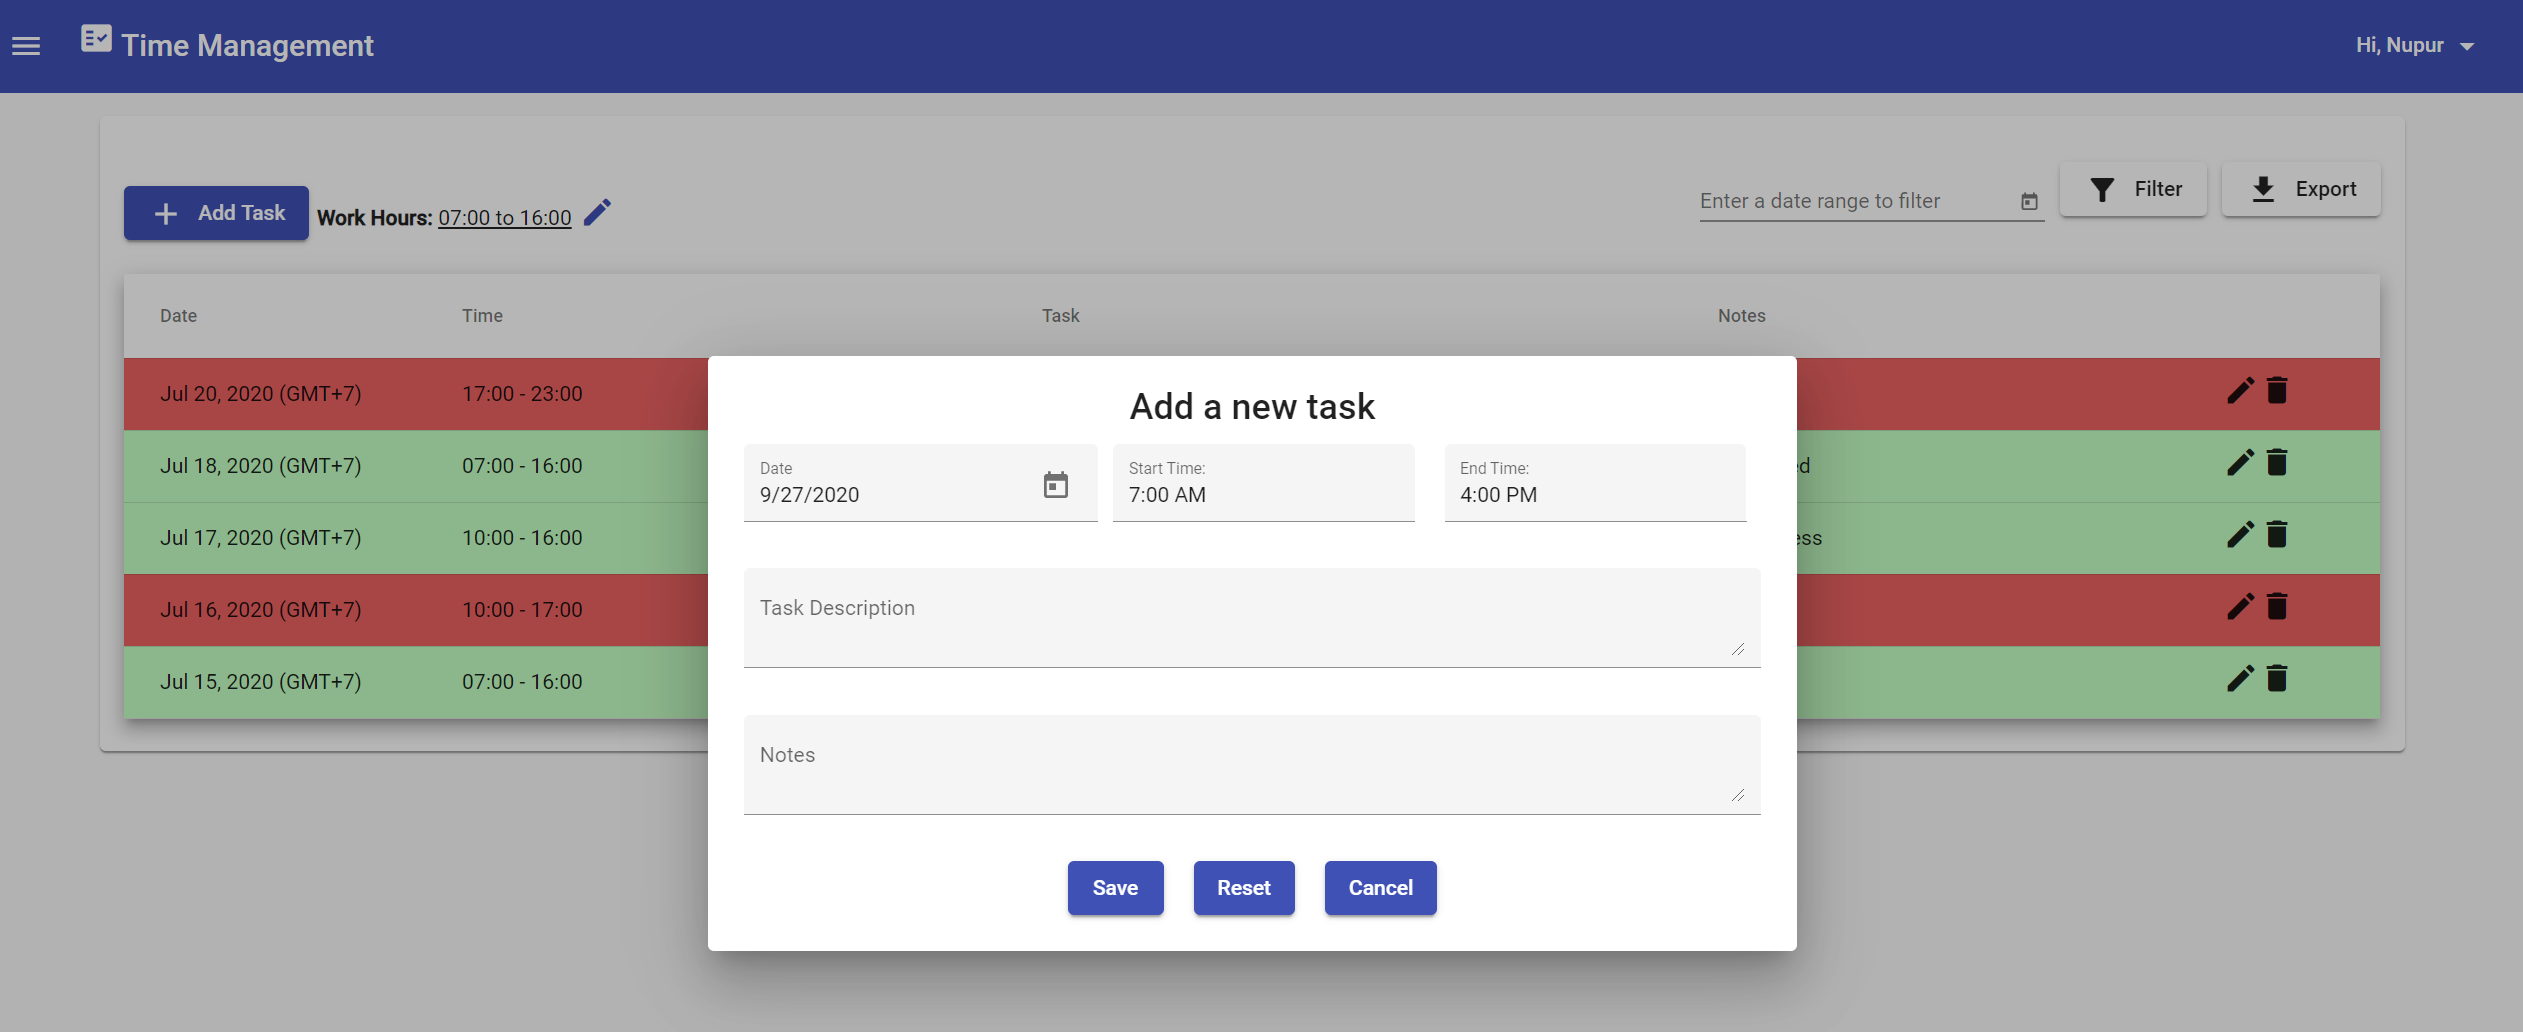 Time Management
Hi, Nupur
Add Task
Work Hours: 07:00 to 16:00
Enter a date range to filter
Filter
Export
Date Time Task Notes
Jul 20, 2020 (GMT+7) 17:00 - 23:00
Jul 18, 2020 (GMT+7) 07:00 - 16:00
Jul 17, 2020 (GMT+7) 10:00 - 16:00
Jul 16, 2020 (GMT+7) 10:00 - 17:00
Jul 15, 2020 (GMT+7) 07:00 - 16:00
Add a new task
Date
9/27/2020
Start Time:
7:00 AM
End Time:
4:00 PM
Task Description
Notes
Save Reset Cancel